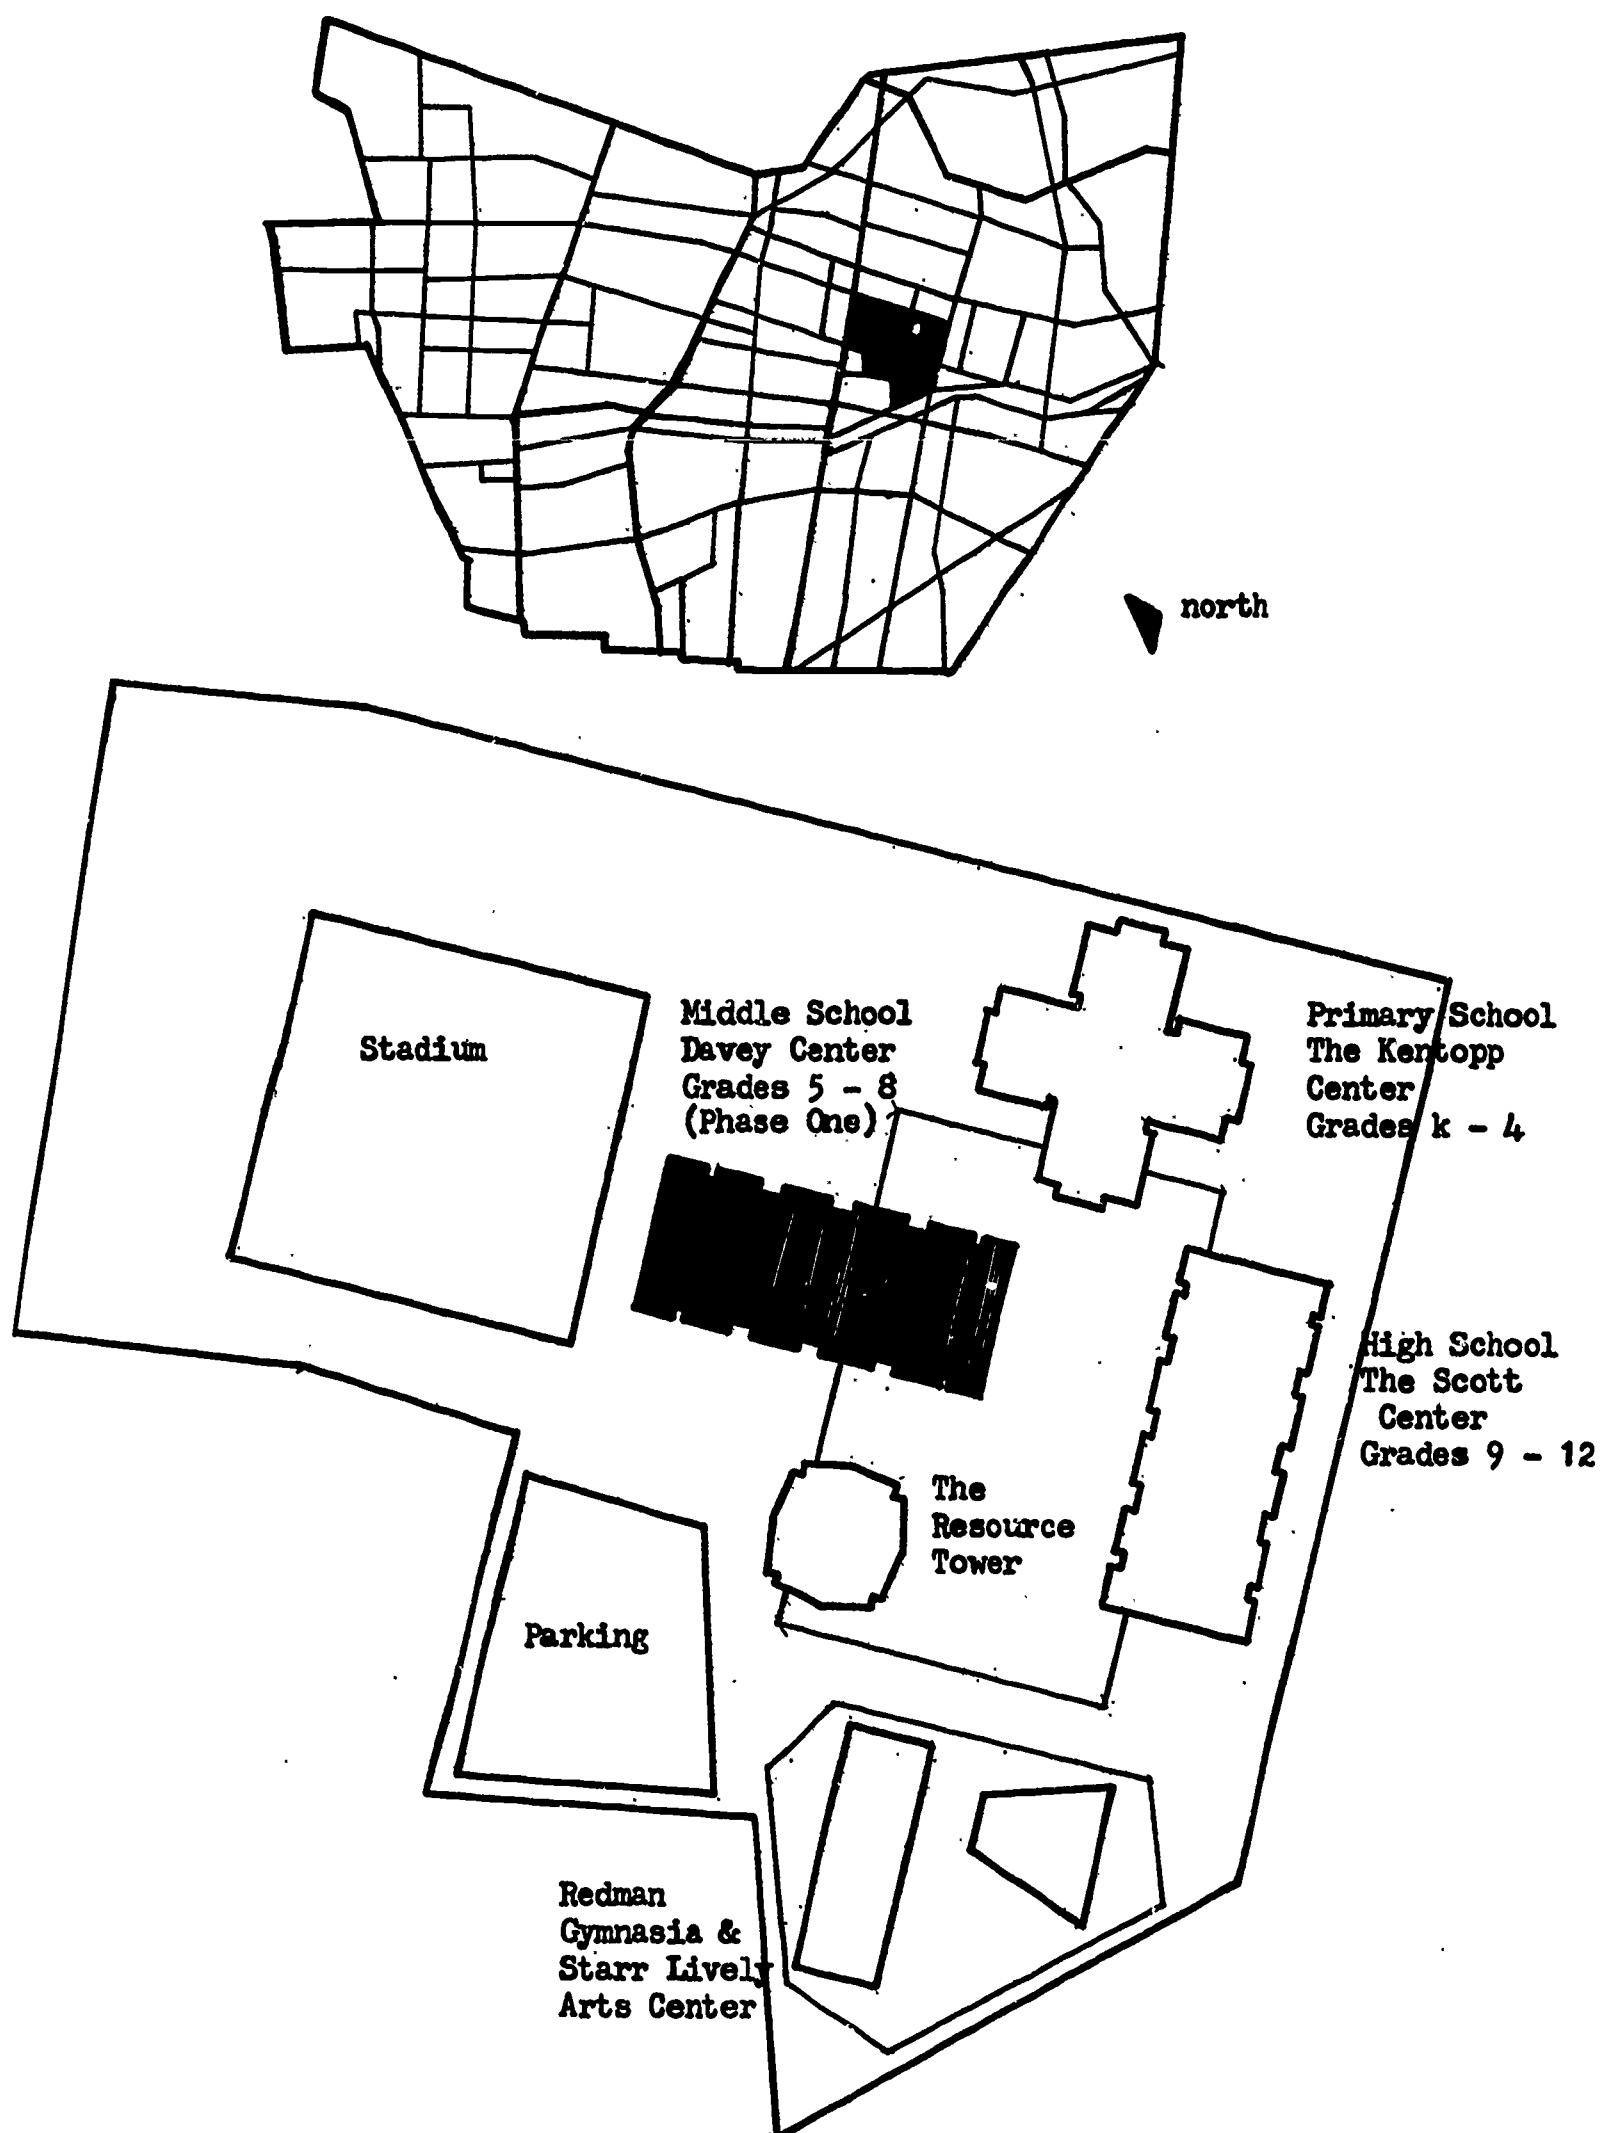 north
Stadium
Middle School
Davey Center
Grades 5 - 8
(Phase One)
Primary School
The Kentopp
Center
Grades k - 4
High School
The Scott
Center
Grades 9 - 12
The
Resource
Tower
Parking
Redman
Gymnasia &
Starr Lively
Arts Center